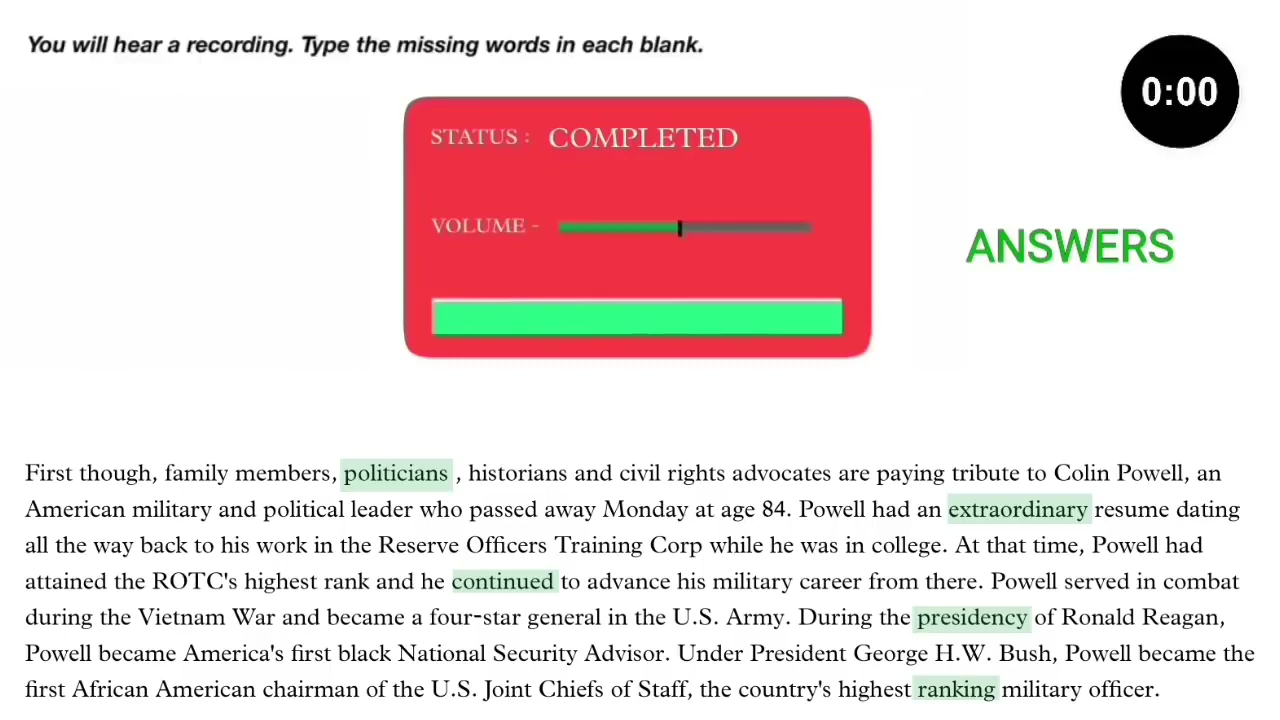 You will hear a recording. Type the missing words in each blank.
0:00
STATUS : COMPLETED
VOLUME -
ANSWERS
First though, family members, politicians , historians and civil rights advocates are paying tribute to Colin Powell, an
American military and political leader who passed away Monday at age 84. Powell had an extraordinary resume dating
all the way back to his work in the Reserve Officers Training Corp while he was in college. At that time, Powell had
attained the ROTC's highest rank and he continued to advance his military career from there. Powell served in combat
during the Vietnam War and became a four-star general in the U.S. Army. During the presidency of Ronald Reagan,
Powell became America's first black National Security Advisor. Under President George H.W. Bush, Powell became the
first African American chairman of the U.S. Joint Chiefs of Staff, the country's highest ranking military officer.